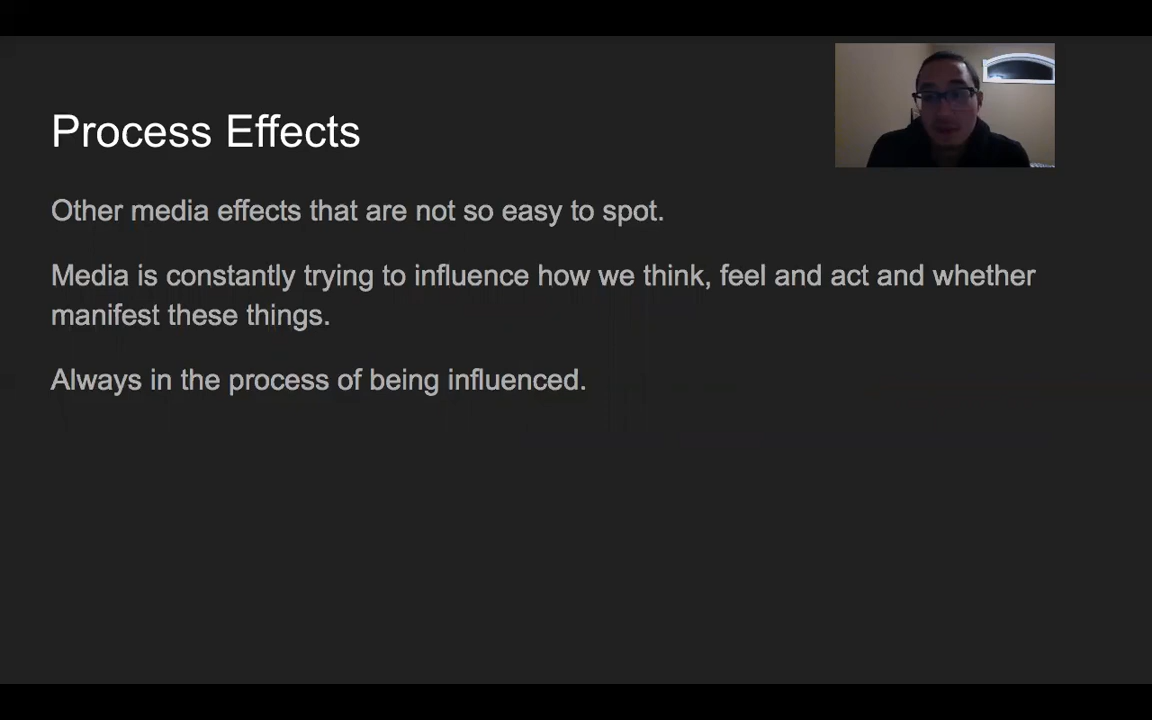 Process Effects
Other media effects that are not so easy to spot.
Media is constantly trying to influence how we think, feel and act and whether
manifest these things.
Always in the process of being influenced.